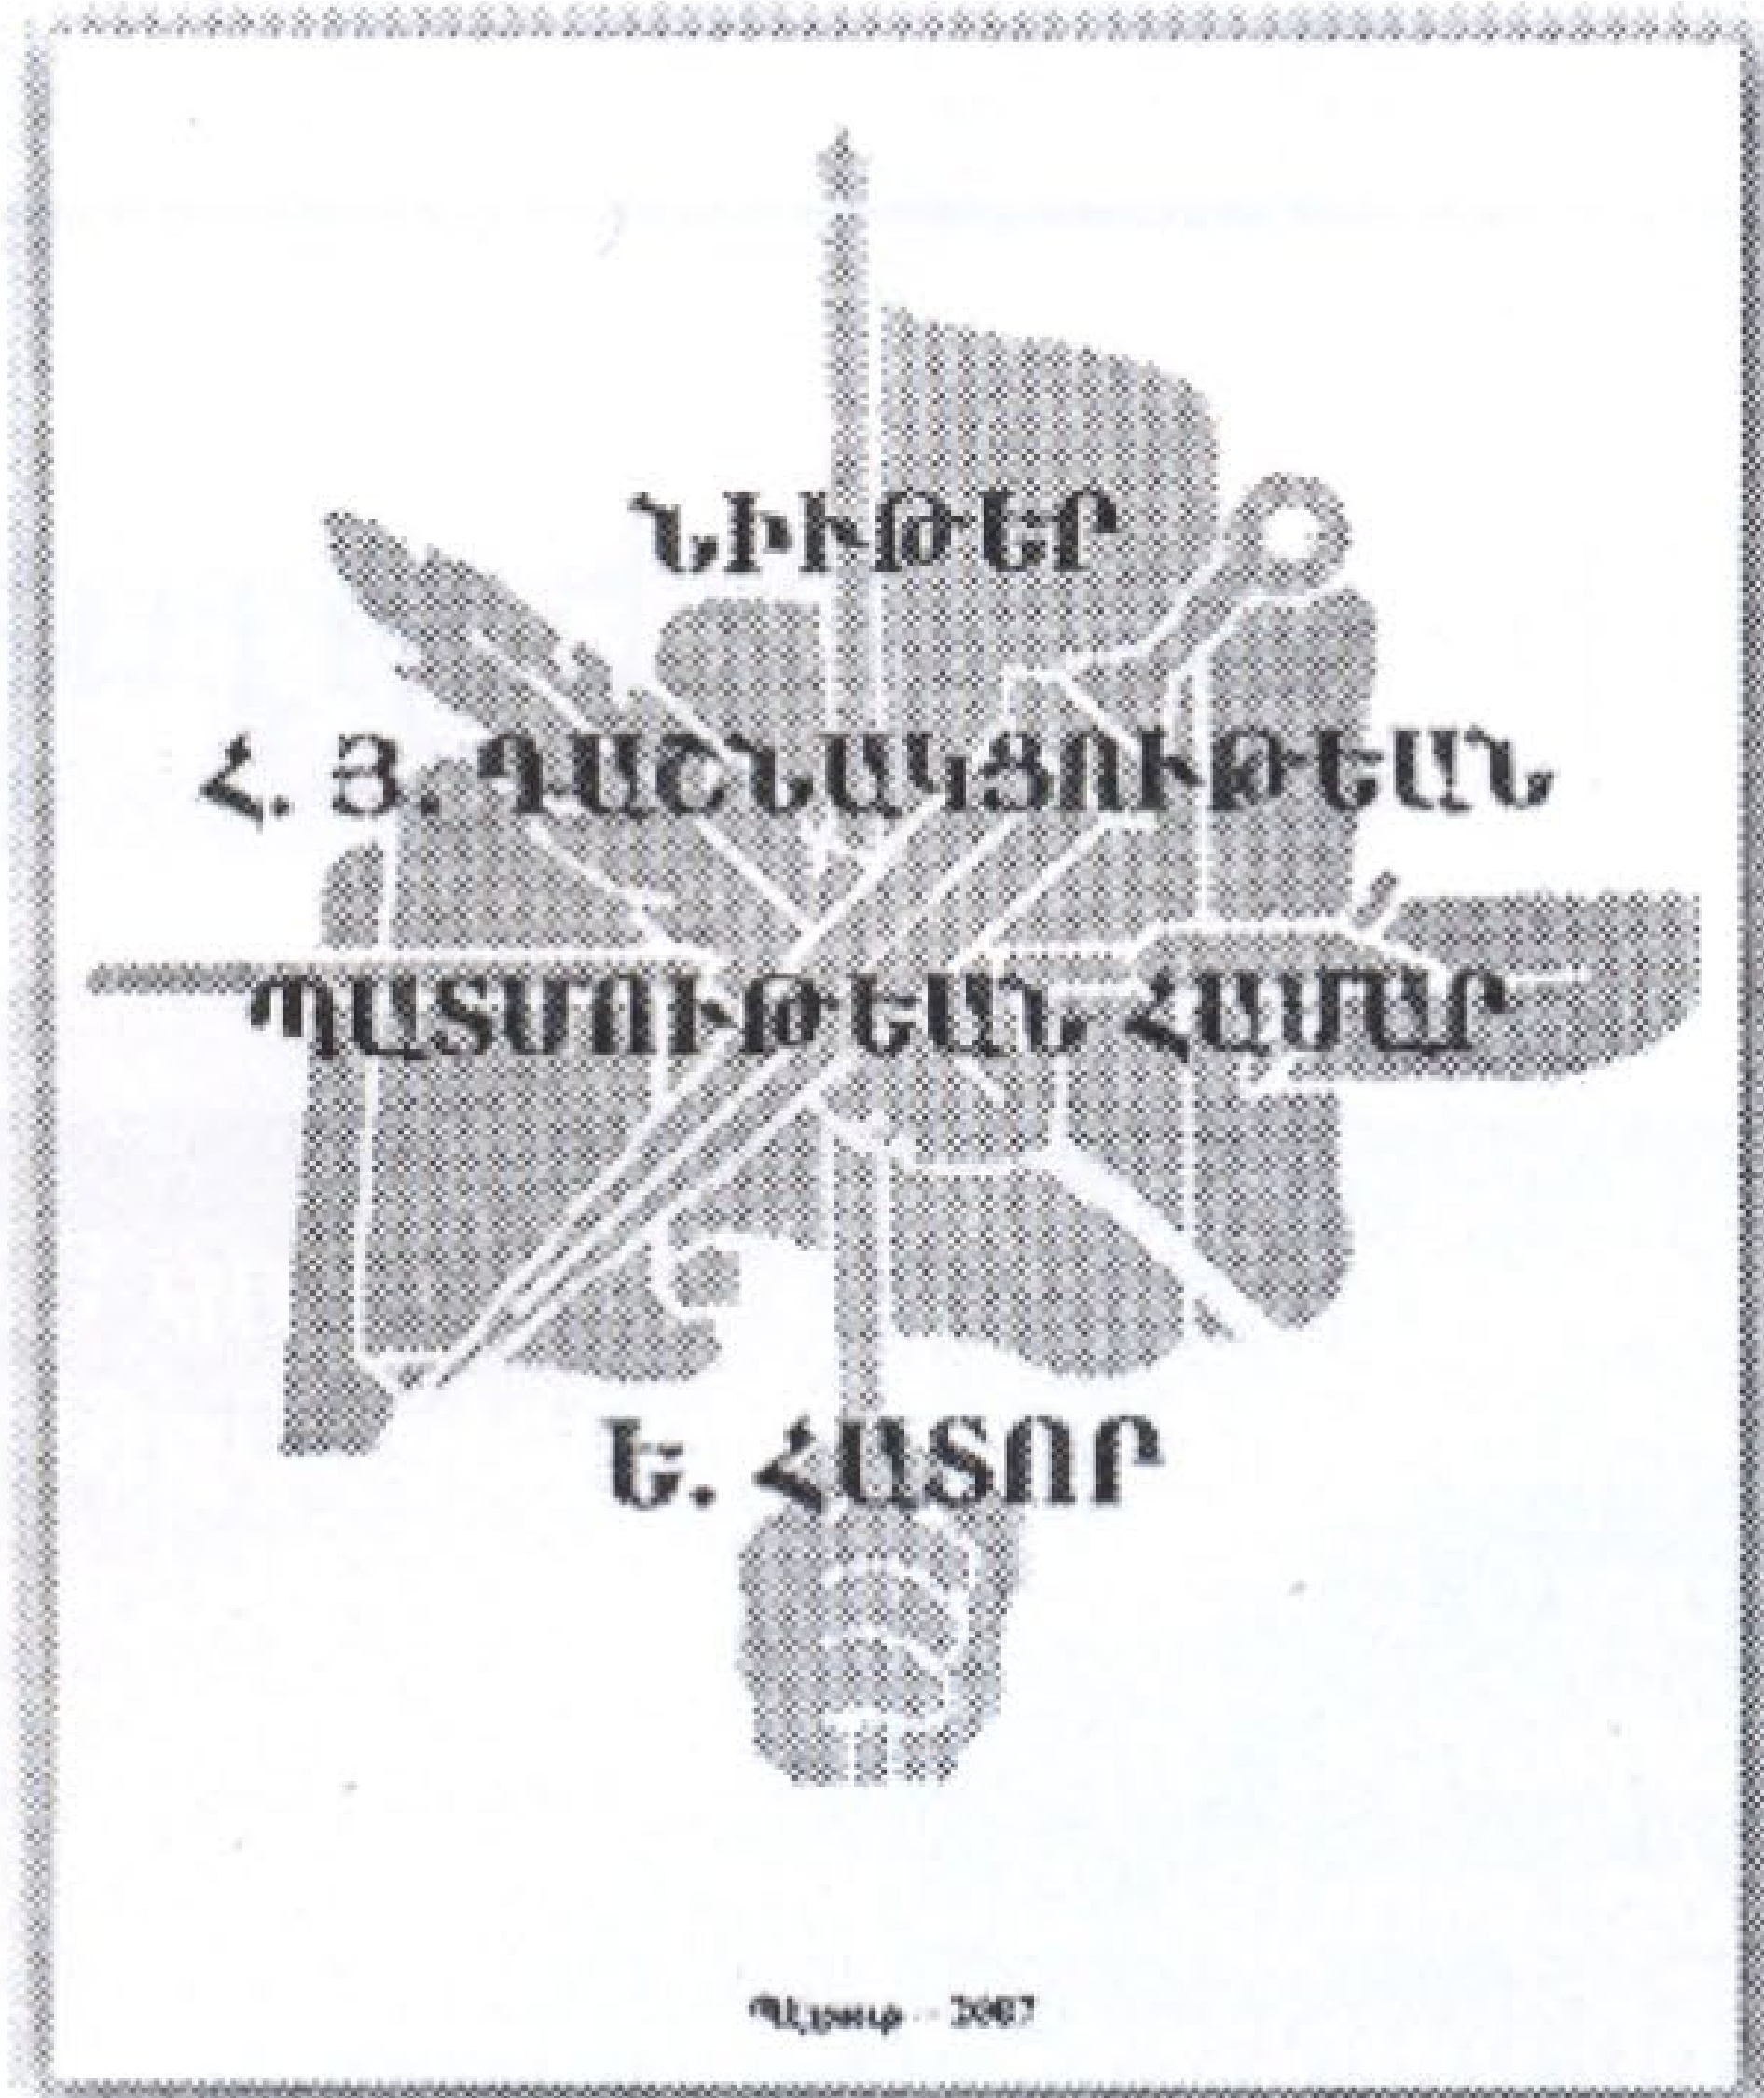 ՆԻՒԹԵՐ
Հ. Յ. ԴԱՇՆԱԿՑՈՒԹԵԱՆ
ՊԱՏՄՈՒԹԵԱՆ ՀԱՄԱՐ
Ե. ՀԱՏՈՐ
Պէյրութ - 2007